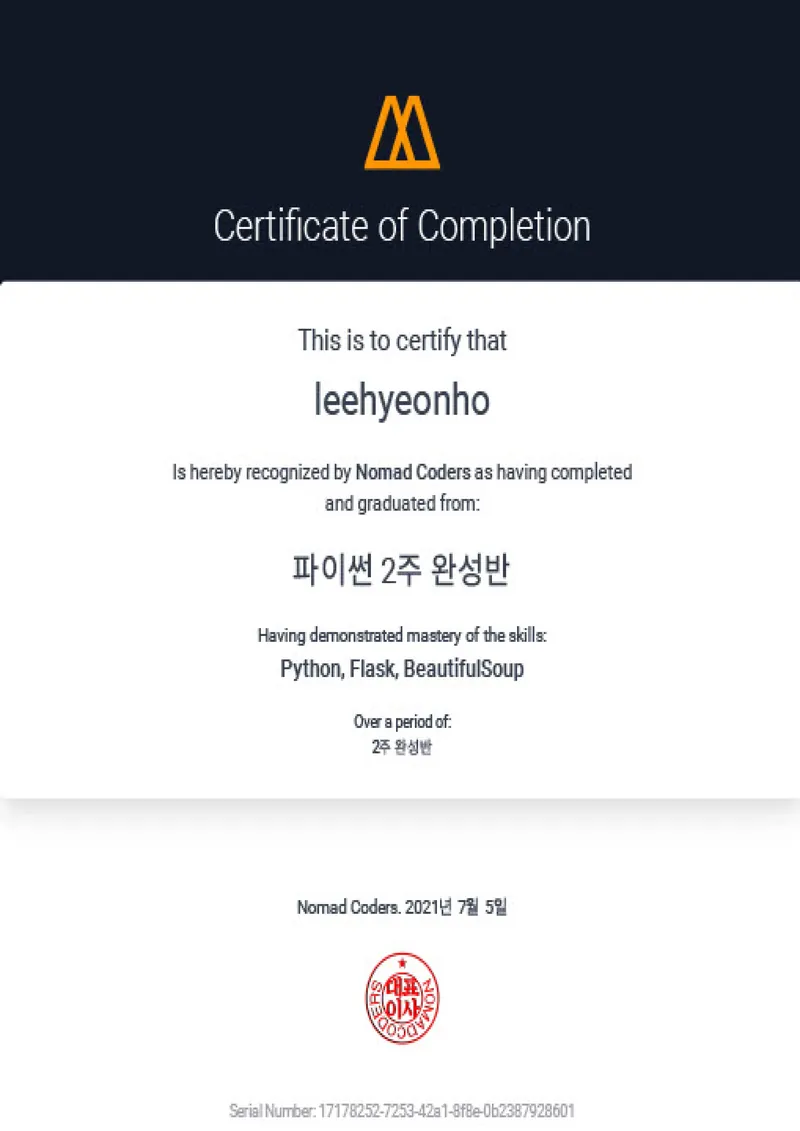 Certificate of Completion
This is to certify that
leehyeonho
Is hereby recognized by Nomad Coders as having completed
and graduated from:
파이썬 2주 완성반
Having demonstrated mastery of the skills:
Python, Flask, BeautifulSoup
Over a period of:
2주 완성반
Nomad Coders. 2021년 7월 5일
대표
이사
NOMADCODERS
Serial Number: 17178252-7253-42a1-8f8e-0b2387928601